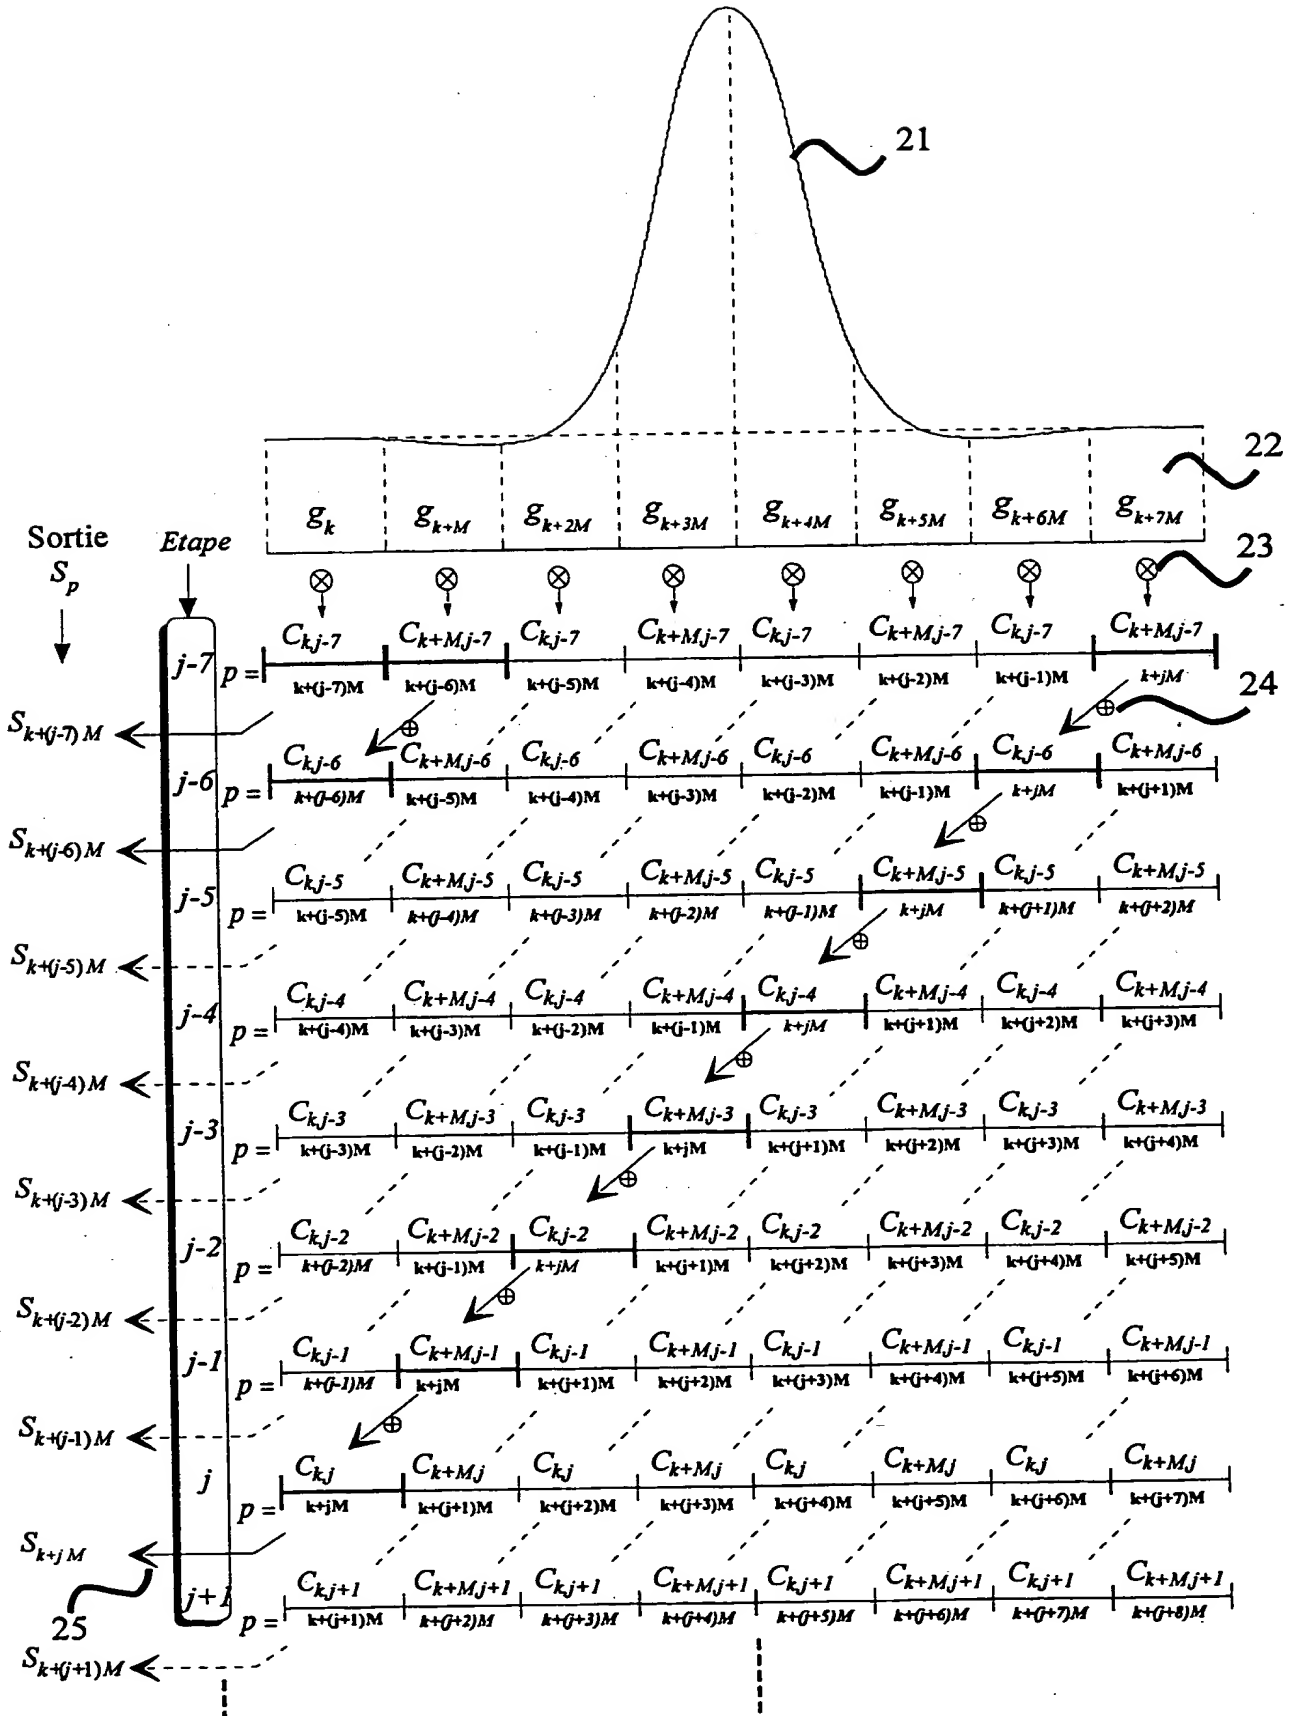 21
22
g_k g_{k+M} g_{k+2M} g_{k+3M} g_{k+4M} g_{k+5M} g_{k+6M} g_{k+7M}
Sortie Etape
S_p
23
j-7 C_{k,j-7} C_{k+M,j-7} C_{k,j-7} C_{k+M,j-7} C_{k,j-7} C_{k+M,j-7} C_{k,j-7} C_{k+M,j-7}
p = k+(j-7)M k+(j-6)M k+(j-5)M k+(j-4)M k+(j-3)M k+(j-2)M k+(j-1)M k+jM
24
S_{k+(j-7)M} ⊕ ⊕
j-6 C_{k,j-6} C_{k+M,j-6} C_{k,j-6} C_{k+M,j-6} C_{k,j-6} C_{k+M,j-6} C_{k,j-6} C_{k+M,j-6}
p = k+(j-6)M k+(j-5)M k+(j-4)M k+(j-3)M k+(j-2)M k+(j-1)M k+jM k+(j+1)M
S_{k+(j-6)M} ⊕
j-5 C_{k,j-5} C_{k+M,j-5} C_{k,j-5} C_{k+M,j-5} C_{k,j-5} C_{k+M,j-5} C_{k,j-5} C_{k+M,j-5}
p = k+(j-5)M k+(j-4)M k+(j-3)M k+(j-2)M k+(j-1)M k+jM k+(j+1)M k+(j+2)M
S_{k+(j-5)M} ⊕
j-4 C_{k,j-4} C_{k+M,j-4} C_{k,j-4} C_{k+M,j-4} C_{k,j-4} C_{k+M,j-4} C_{k,j-4} C_{k+M,j-4}
p = k+(j-4)M k+(j-3)M k+(j-2)M k+(j-1)M k+jM k+(j+1)M k+(j+2)M k+(j+3)M
S_{k+(j-4)M} ⊕
j-3 C_{k,j-3} C_{k+M,j-3} C_{k,j-3} C_{k+M,j-3} C_{k,j-3} C_{k+M,j-3} C_{k,j-3} C_{k+M,j-3}
p = k+(j-3)M k+(j-2)M k+(j-1)M k+jM k+(j+1)M k+(j+2)M k+(j+3)M k+(j+4)M
S_{k+(j-3)M} ⊕
j-2 C_{k,j-2} C_{k+M,j-2} C_{k,j-2} C_{k+M,j-2} C_{k,j-2} C_{k+M,j-2} C_{k,j-2} C_{k+M,j-2}
p = k+(j-2)M k+(j-1)M k+jM k+(j+1)M k+(j+2)M k+(j+3)M k+(j+4)M k+(j+5)M
S_{k+(j-2)M} ⊕
j-1 C_{k,j-1} C_{k+M,j-1} C_{k,j-1} C_{k+M,j-1} C_{k,j-1} C_{k+M,j-1} C_{k,j-1} C_{k+M,j-1}
p = k+(j-1)M k+jM k+(j+1)M k+(j+2)M k+(j+3)M k+(j+4)M k+(j+5)M k+(j+6)M
S_{k+(j-1)M} ⊕
j C_{k,j} C_{k+M,j} C_{k,j} C_{k+M,j} C_{k,j} C_{k+M,j} C_{k,j} C_{k+M,j}
p = k+jM k+(j+1)M k+(j+2)M k+(j+3)M k+(j+4)M k+(j+5)M k+(j+6)M k+(j+7)M
S_{k+jM}
j+1 C_{k,j+1} C_{k+M,j+1} C_{k,j+1} C_{k+M,j+1} C_{k,j+1} C_{k+M,j+1} C_{k,j+1} C_{k+M,j+1}
p = k+(j+1)M k+(j+2)M k+(j+3)M k+(j+4)M k+(j+5)M k+(j+6)M k+(j+7)M k+(j+8)M
25
S_{k+(j+1)M}